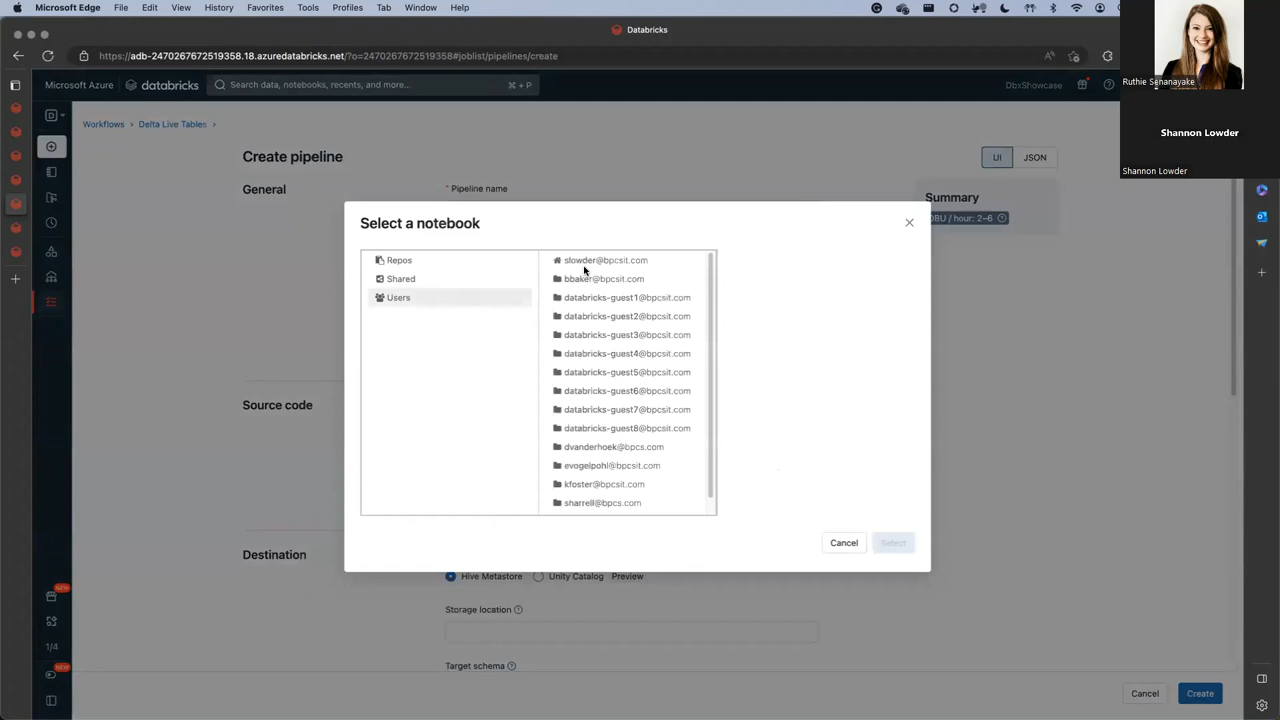 Microsoft Edge File Edit View History Favorites Tools Profiles Tab Window Help
Databricks
https://adb-2470267672519358.18.azuredatabricks.net/?o=2470267672519358#joblist/pipelines/create
Microsoft Azure databricks Search data, notebooks, recents, and more... ⌘ + P DbxShowcase
Ruthie Senanayake
Shannon Lowder
Shannon Lowder
Workflows > Delta Live Tables >
Create pipeline
UI JSON
General
* Pipeline name
Summary
DBU / hour: 2–6
Select a notebook
Repos
Shared
Users
slowder@bpcsit.com
bbaker@bpcsit.com
databricks-guest1@bpcsit.com
databricks-guest2@bpcsit.com
databricks-guest3@bpcsit.com
databricks-guest4@bpcsit.com
databricks-guest5@bpcsit.com
databricks-guest6@bpcsit.com
databricks-guest7@bpcsit.com
databricks-guest8@bpcsit.com
dvanderhoek@bpcs.com
evogelpohl@bpcsit.com
kfoster@bpcsit.com
sharrell@bpcs.com
Cancel Select
Source code
Destination
Hive Metastore Unity Catalog Preview
Storage location
Target schema
NEW
1/4
NEW
Cancel Create